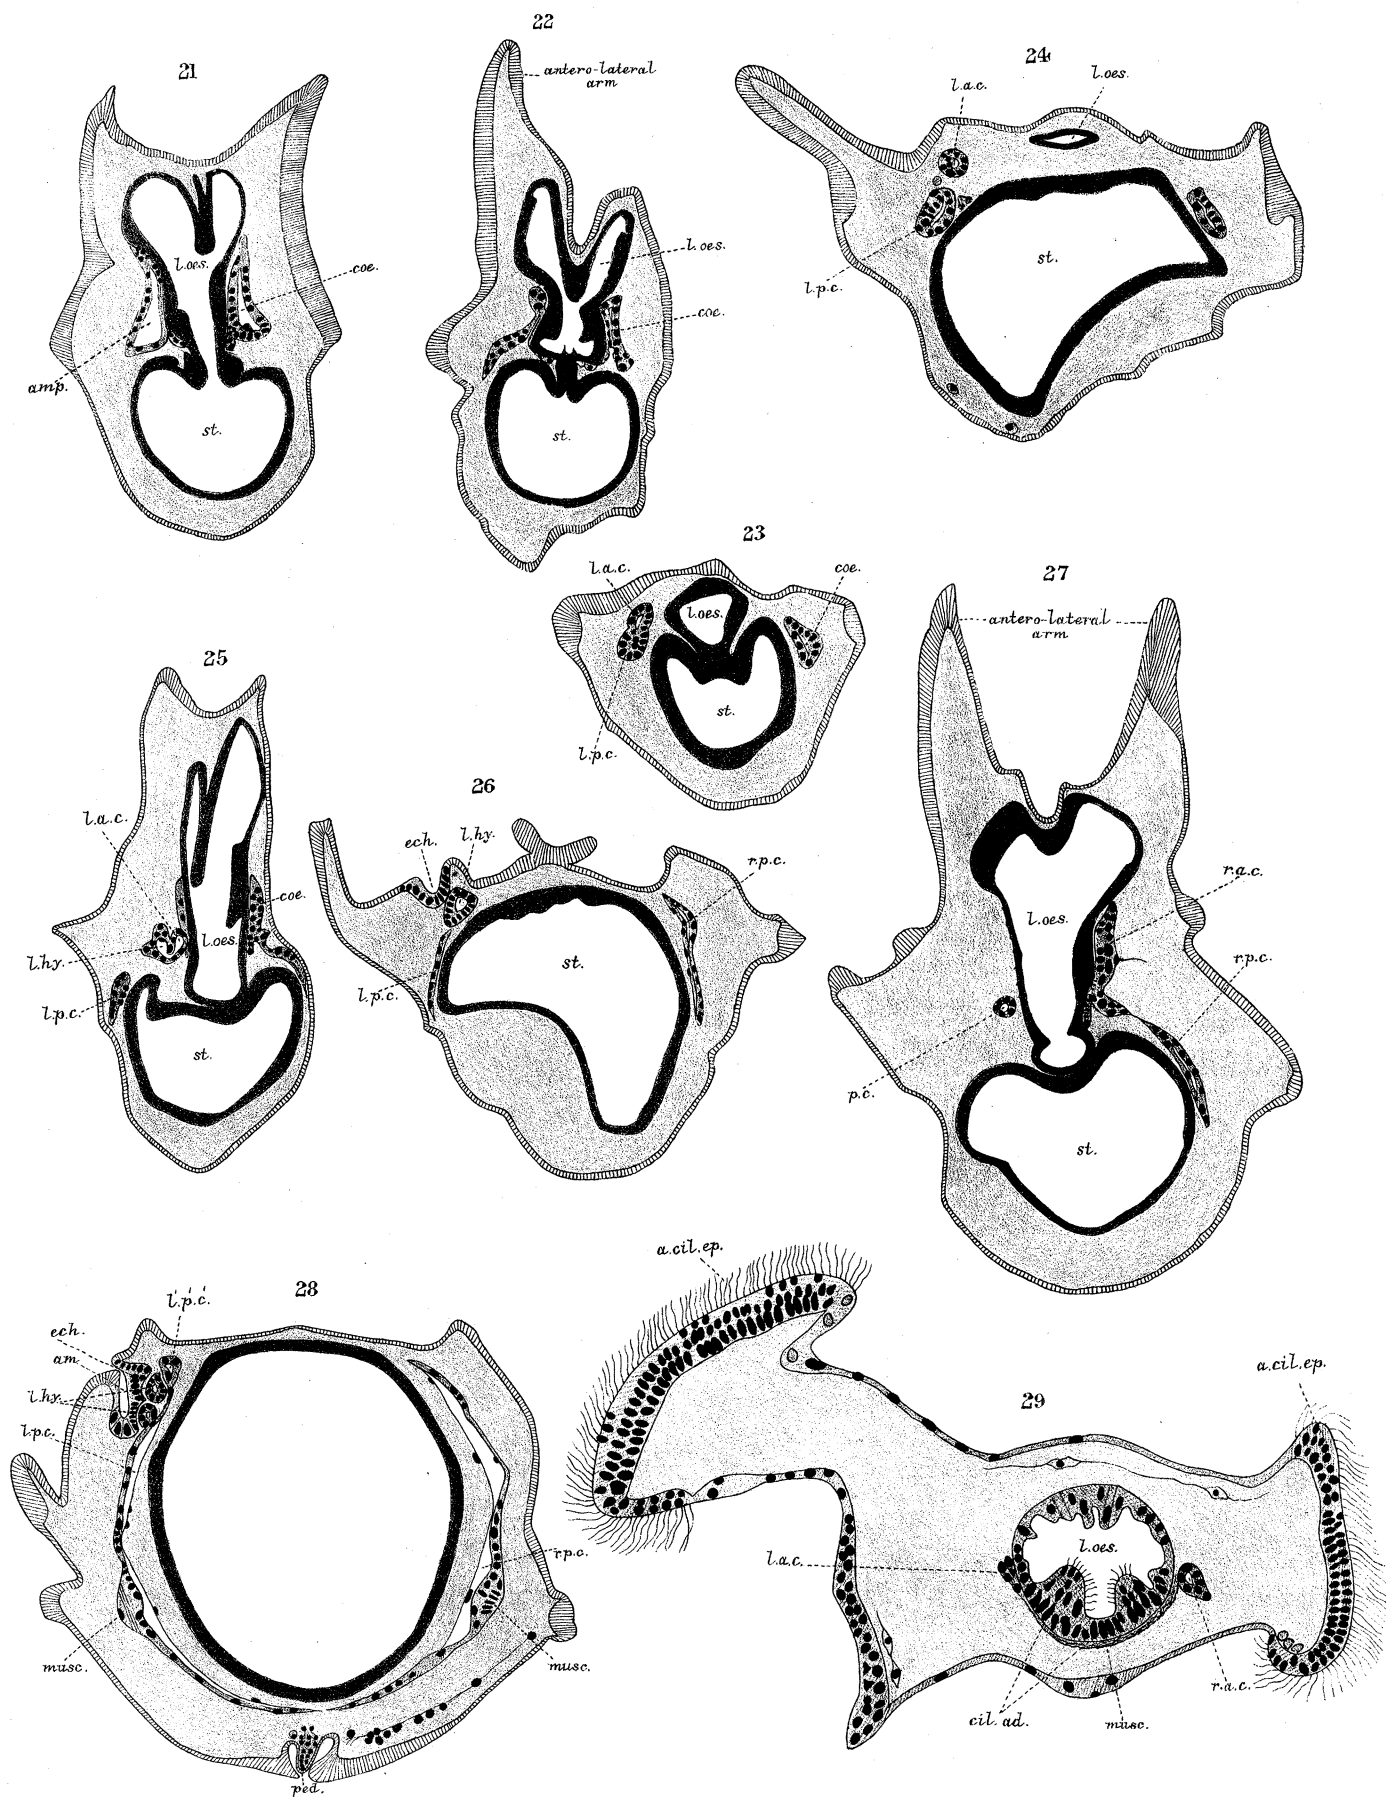 21
l.oes.
coe.
amp.
st.
22
antero-lateral
arm
l.oes.
coe.
st.
24
l.a.c.
l.oes.
st.
l.p.c.
23
l.a.c.
coe.
l.oes.
st.
l.p.c.
25
l.a.c.
coe.
l.oes.
l.hy.
l.p.c.
st.
26
ech.
l.hy.
r.p.c.
st.
l.p.c.
27
antero-lateral
arm
r.a.c.
l.oes.
r.p.c.
p.c.
st.
28
l.'p.'c.'
ech.
am.
l.hy.
l.p.c.
r.p.c.
musc.
musc.
ped.
29
a.cil.ep.
a.cil.ep.
l.oes.
l.a.c.
r.a.c.
cil. ad.
musc.